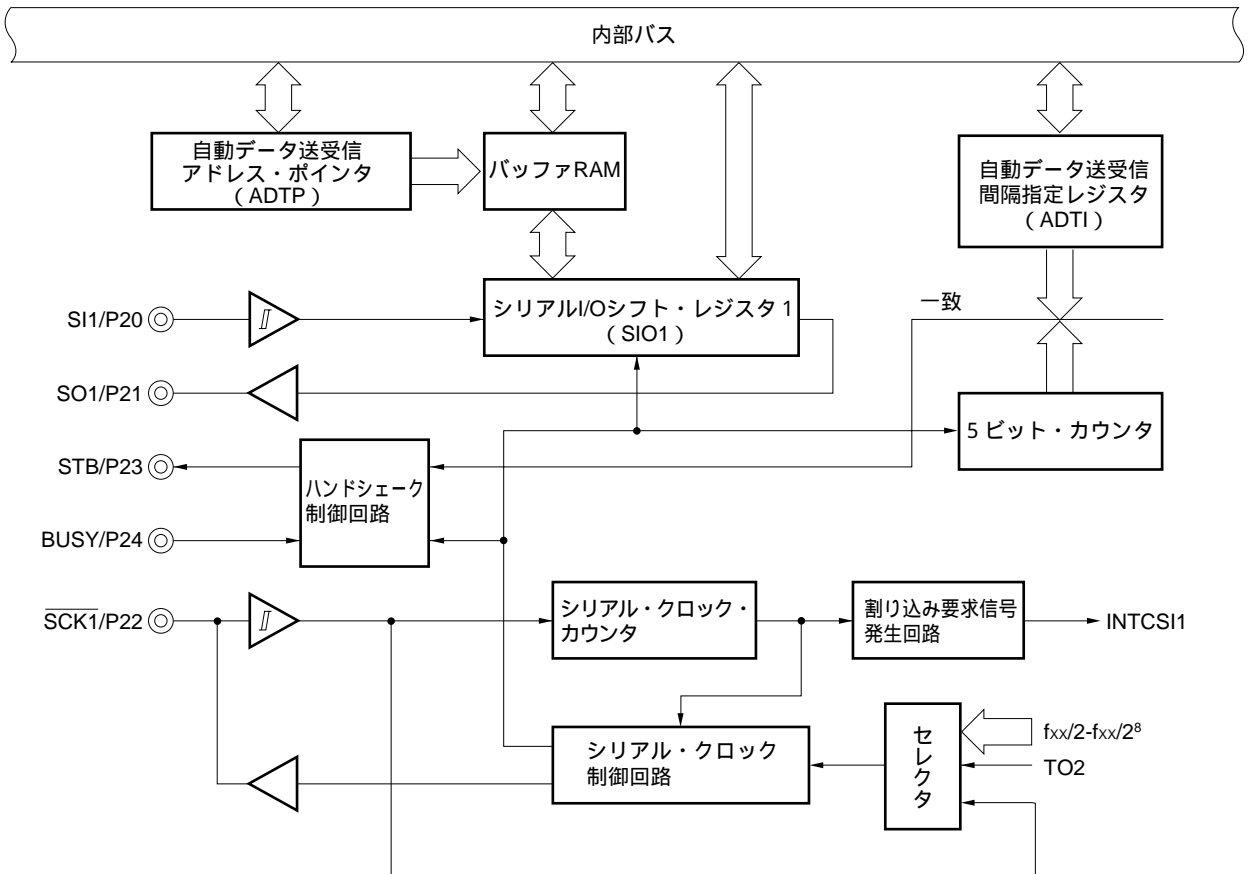 内部バス
自動データ送受信
アドレス・ポインタ
（ADTP）
バッファRAM
自動データ送受信
間隔指定レジスタ
（ADTI）
SI1/P20
シリアルI/Oシフト・レジスタ1
（SIO1）
一致
SO1/P21
5ビット・カウンタ
STB/P23
ハンドシェーク
制御回路
BUSY/P24
SCK1/P22
シリアル・クロック・
カウンタ
割り込み要求信号
発生回路
INTCSI1
シリアル・クロック
制御回路
セレクタ
fxx/2-fxx/2⁸
TO2